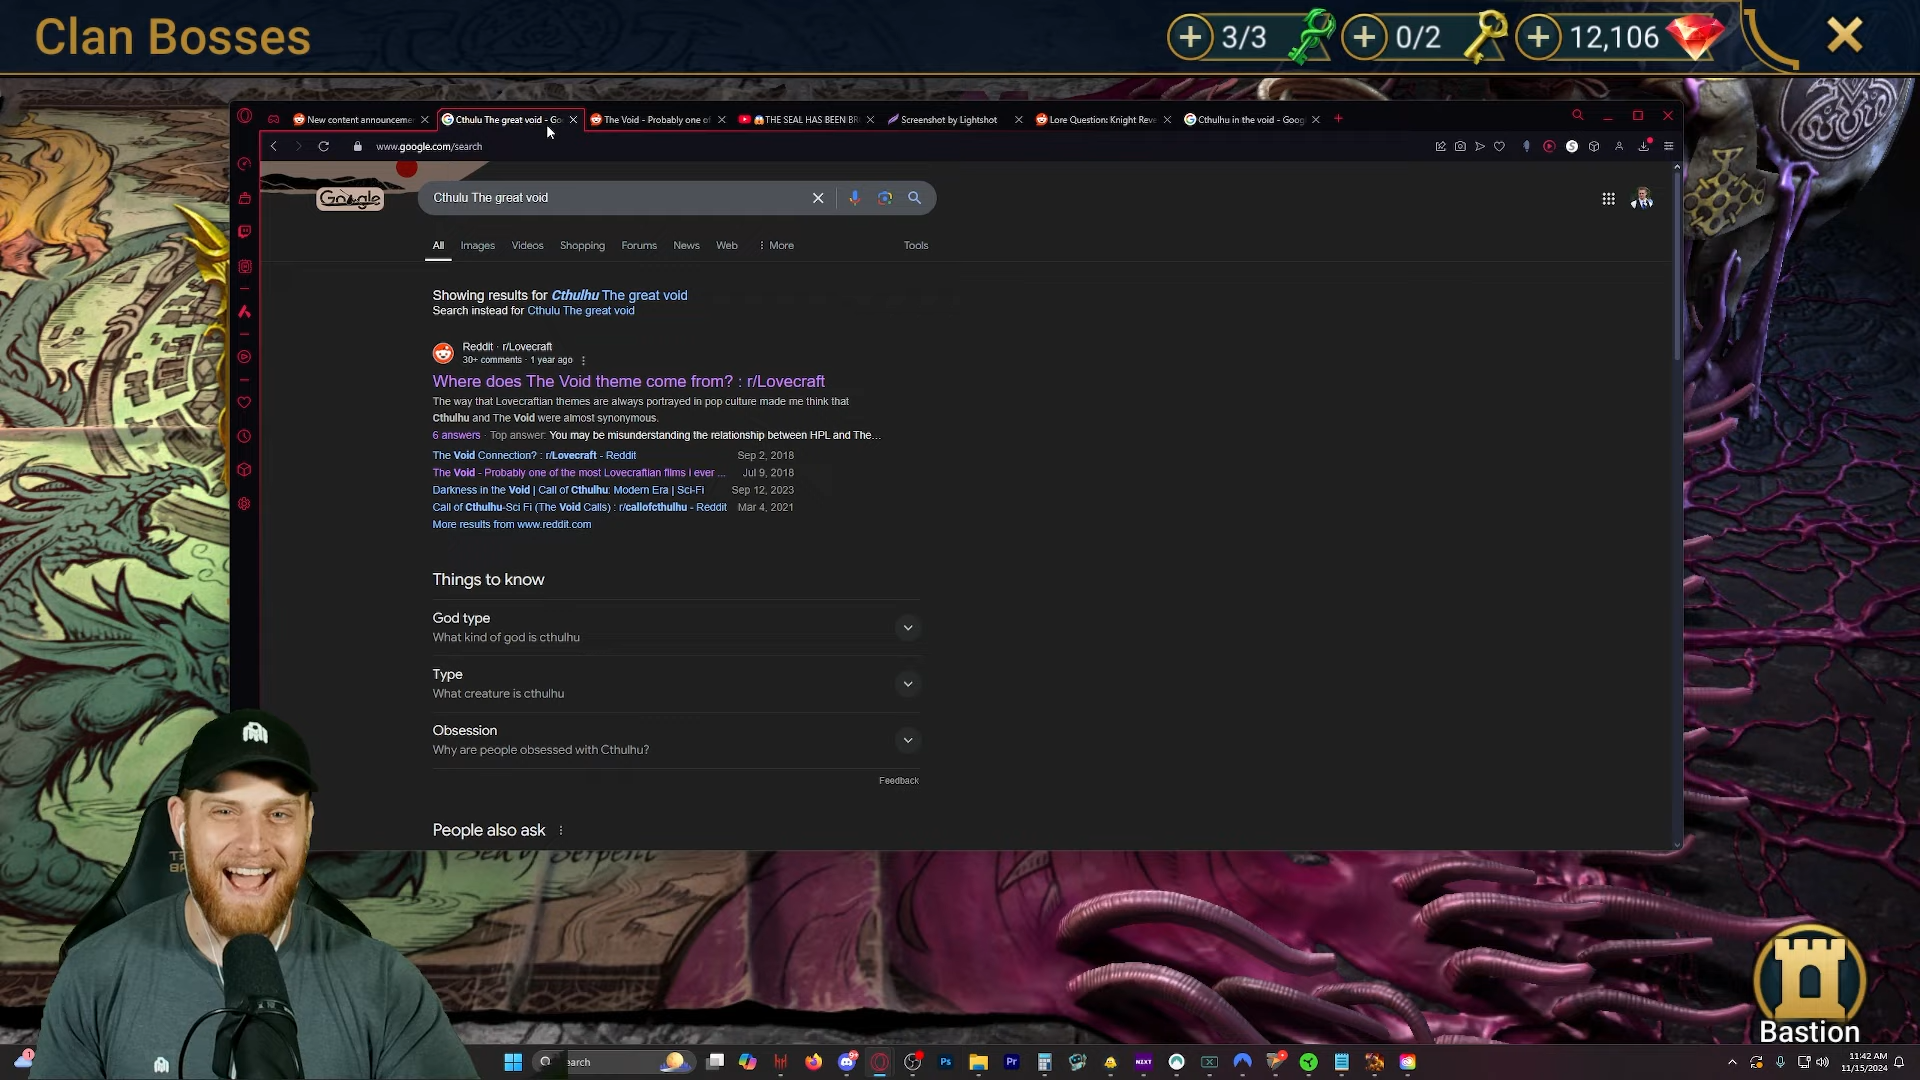 Clan Bosses
3/3
0/2
12,106
New content announceme
Cthulu The great void - Go
The Void - Probably one of
THE SEAL HAS BEEN BR
Screenshot by Lightshot
Lore Question: Knight Reve
Cthulhu in the void - Goog
www.google.com/search
Google
Cthulu The great void
All
Images
Videos
Shopping
Forums
News
Web
More
Tools
Showing results for Cthulhu The great void
Search instead for Cthulu The great void
Reddit · r/Lovecraft
30+ comments · 1 year ago
Where does The Void theme come from? : r/Lovecraft
The way that Lovecraftian themes are always portrayed in pop culture made me think that
Cthulhu and The Void were almost synonymous.
6 answers · Top answer: You may be misunderstanding the relationship between HPL and The...
The Void Connection? : r/Lovecraft - Reddit Sep 2, 2018
The Void - Probably one of the most Lovecraftian films i ever ... Jul 9, 2018
Darkness in the Void | Call of Cthulhu: Modern Era | Sci-Fi Sep 12, 2023
Call of Cthulhu-Sci Fi (The Void Calls) : r/callofcthulhu - Reddit Mar 4, 2021
More results from www.reddit.com
Things to know
God type
What kind of god is cthulhu
Type
What creature is cthulhu
Obsession
Why are people obsessed with Cthulhu?
Feedback
People also ask
Sea of Serpent
Bastion
earch
Ps
Pr
NZXT
11:42 AM
11/15/2024